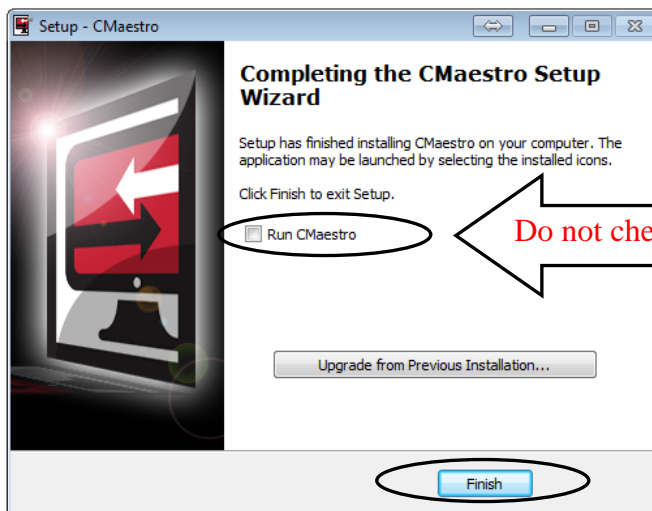 Setup - CMaestro
Completing the CMaestro Setup
Wizard
Setup has finished installing CMaestro on your computer. The
application may be launched by selecting the installed icons.
Click Finish to exit Setup.
Run CMaestro
Do not che
Upgrade from Previous Installation...
Finish